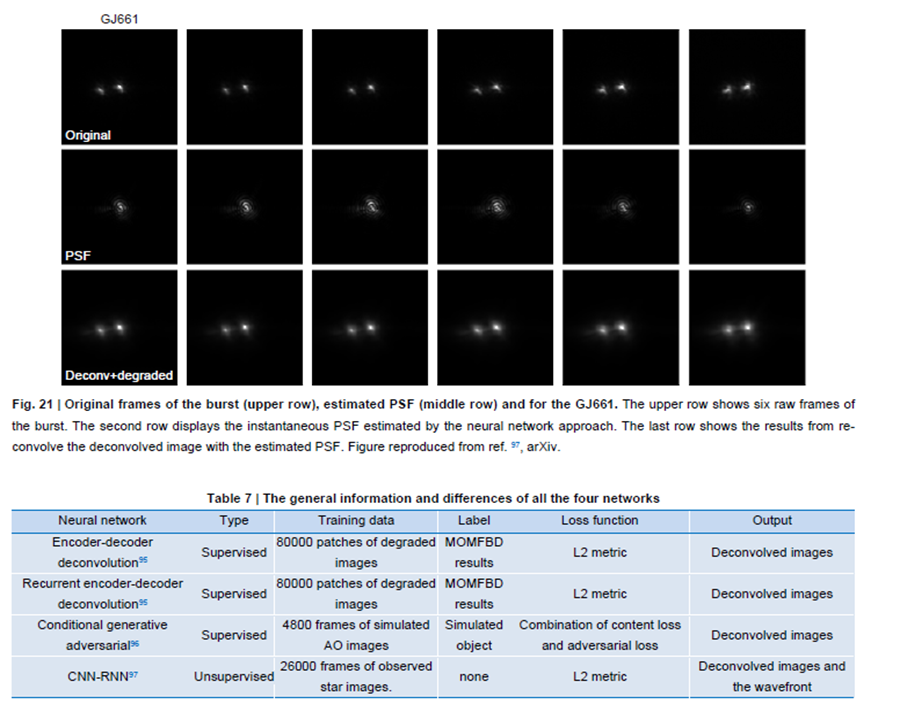 GJ661
Original
PSF
Deconv+degraded
Fig. 21 | Original frames of the burst (upper row), estimated PSF (middle row) and for the GJ661. The upper row shows six raw frames of
the burst. The second row displays the instantaneous PSF estimated by the neural network approach. The last row shows the results from re-
convolve the deconvolved image with the estimated PSF. Figure reproduced from ref. 97, arXiv.
Table 7 | The general information and differences of all the four networks
Neural network Type Training data Label Loss function Output
Encoder-decoder deconvolution95 Supervised 80000 patches of degraded images MOMFBD results L2 metric Deconvolved images
Recurrent encoder-decoder deconvolution95 Supervised 80000 patches of degraded images MOMFBD results L2 metric Deconvolved images
Conditional generative adversarial96 Supervised 4800 frames of simulated AO images Simulated object Combination of content loss and adversarial loss Deconvolved images
CNN-RNN97 Unsupervised 26000 frames of observed star images. none L2 metric Deconvolved images and the wavefront